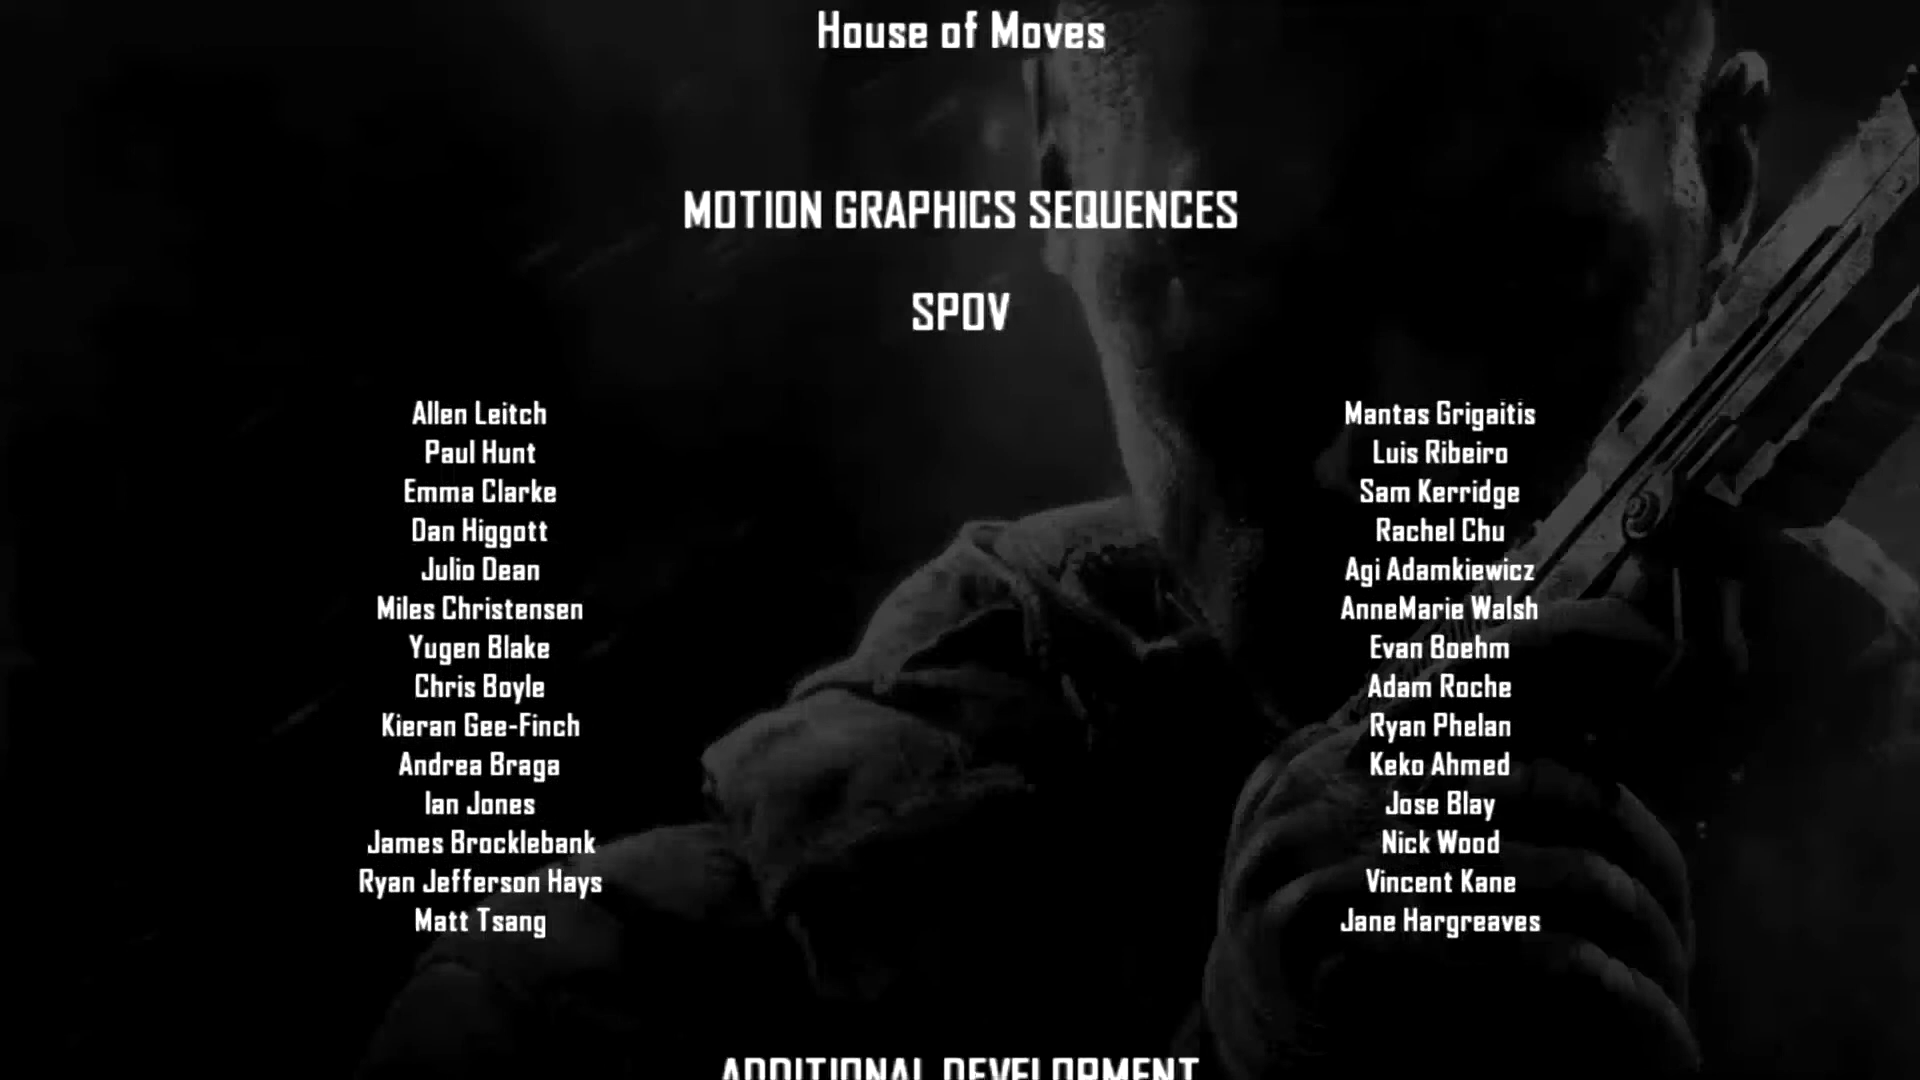 House of Moves
MOTION GRAPHICS SEQUENCES
SPOV
Allen Leitch
Paul Hunt
Emma Clarke
Dan Higgott
Julio Dean
Miles Christensen
Yugen Blake
Chris Boyle
Kieran Gee-Finch
Andrea Braga
Ian Jones
James Brocklebank
Ryan Jefferson Hays
Matt Tsang
Mantas Grigaitis
Luis Ribeiro
Sam Kerridge
Rachel Chu
Agi Adamkiewicz
AnneMarie Walsh
Evan Boehm
Adam Roche
Ryan Phelan
Keko Ahmed
Jose Blay
Nick Wood
Vincent Kane
Jane Hargreaves
ADDITIONAL DEVELOPMENT